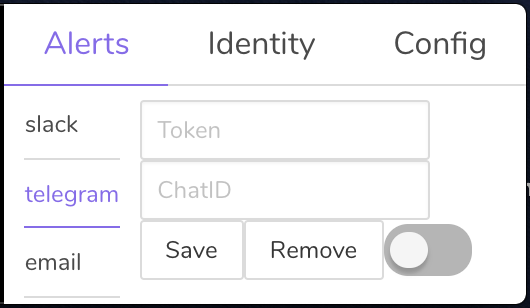 Alerts Identity Config
slack
Token
telegram
ChatID
email
Save Remove